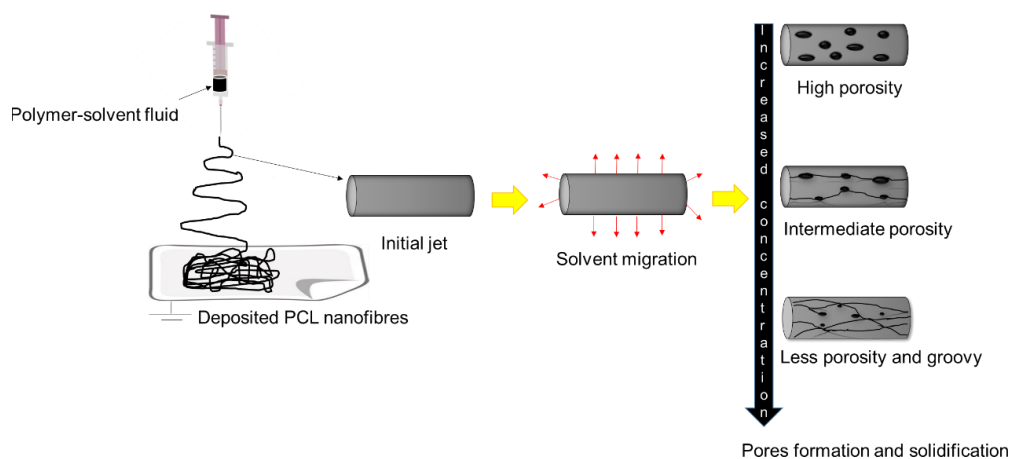 Polymer-solvent fluid
Initial jet
Deposited PCL nanofibres
Solvent migration
Increased concentration
High porosity
Intermediate porosity
Less porosity and groovy
Pores formation and solidification